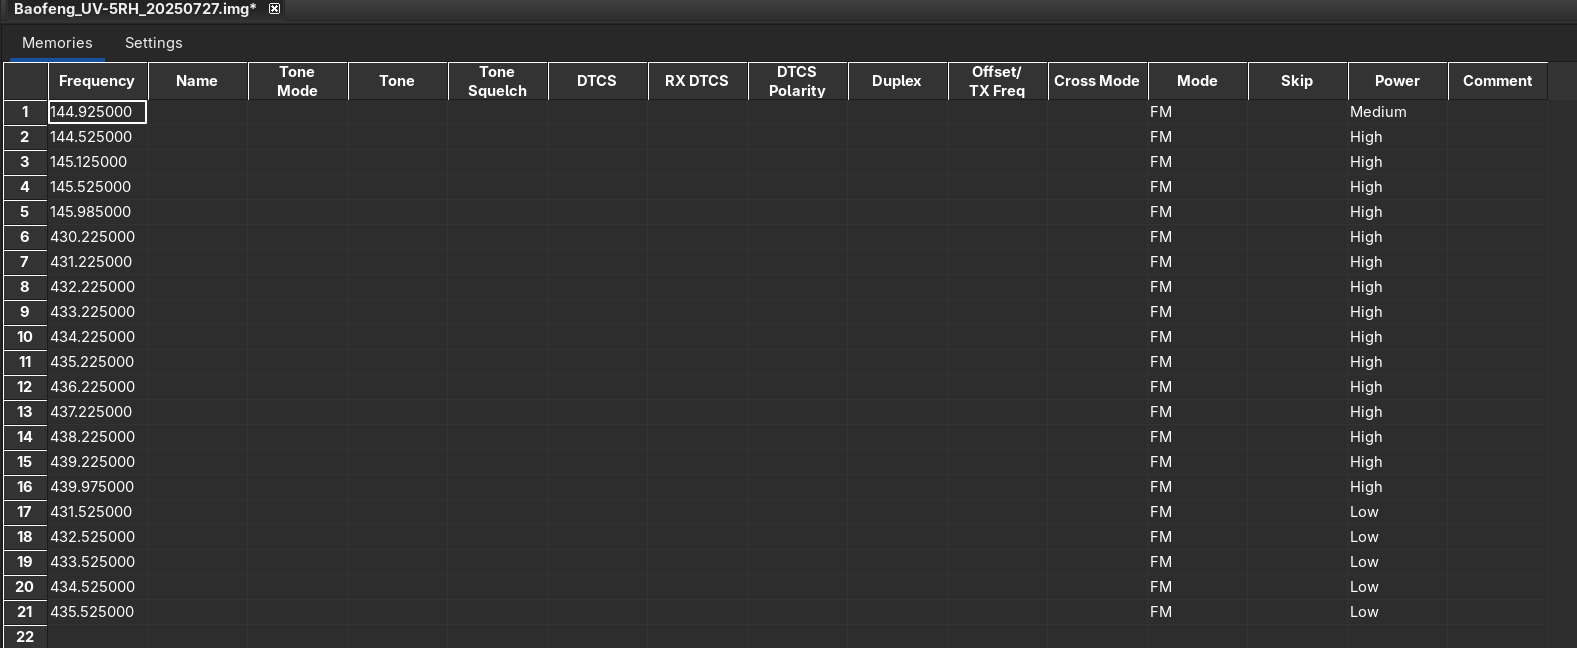 Baofeng_UV-5RH_20250727.img*
Memories Settings
Frequency Name Tone Mode Tone Tone Squelch DTCS RX DTCS DTCS Polarity Duplex Offset/ TX Freq Cross Mode Mode Skip Power Comment
1 144.925000 FM Medium
2 144.525000 FM High
3 145.125000 FM High
4 145.525000 FM High
5 145.985000 FM High
6 430.225000 FM High
7 431.225000 FM High
8 432.225000 FM High
9 433.225000 FM High
10 434.225000 FM High
11 435.225000 FM High
12 436.225000 FM High
13 437.225000 FM High
14 438.225000 FM High
15 439.225000 FM High
16 439.975000 FM High
17 431.525000 FM Low
18 432.525000 FM Low
19 433.525000 FM Low
20 434.525000 FM Low
21 435.525000 FM Low
22